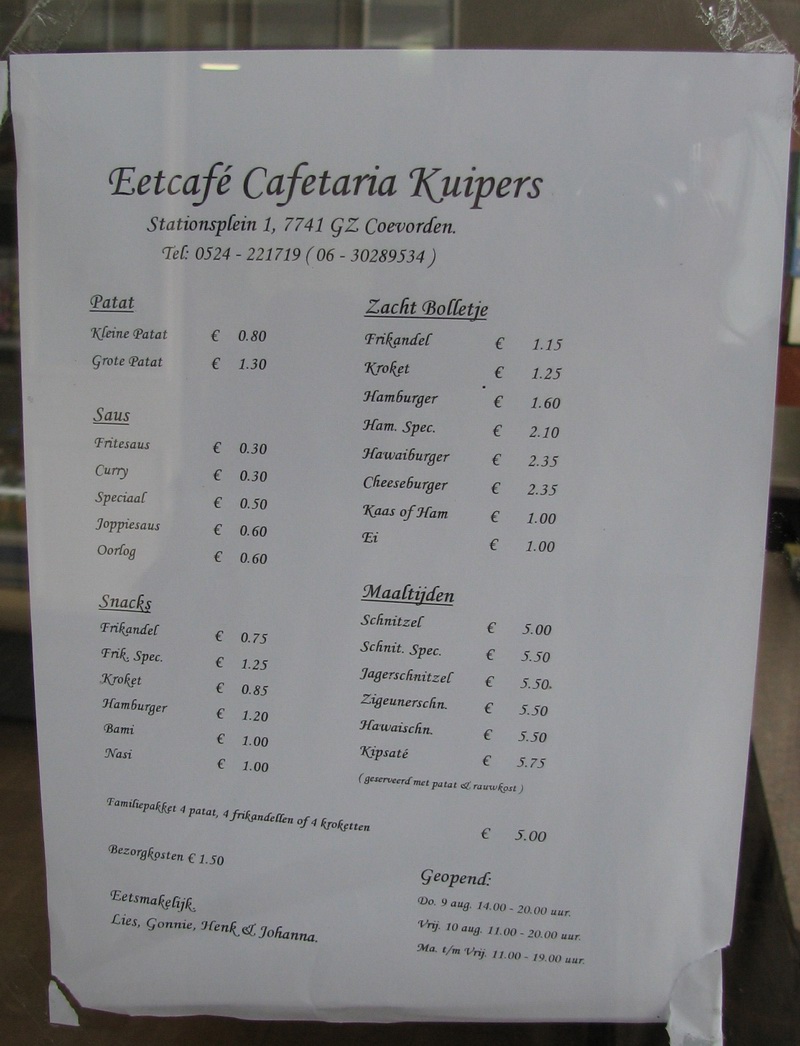 Eetcafé Cafetaria Kuipers
Stationsplein 1, 7741 GZ Coevorden.
Tel: 0524 - 221719 ( 06 - 30289534 )
Patat
Kleine Patat € 0.80
Grote Patat € 1.30
Saus
Fritesaus € 0.30
Curry € 0.30
Speciaal € 0.50
Joppiesaus € 0.60
Oorlog € 0.60
Snacks
Frikandel € 0.75
Frik. Spec. € 1.25
Kroket € 0.85
Hamburger € 1.20
Bami € 1.00
Nasi € 1.00
Zacht Bolletje
Frikandel € 1.15
Kroket € 1.25
Hamburger € 1.60
Ham. Spec. € 2.10
Hawaiburger € 2.35
Cheeseburger € 2.35
Kaas of Ham € 1.00
Ei € 1.00
Maaltijden
Schnitzel € 5.00
Schnit. Spec. € 5.50
Jagerschnitzel € 5.50.
Zigeunerschn. € 5.50
Hawaischn. € 5.50
Kipsaté € 5.75
( geserveerd met patat & rauwkost )
Familiepakket 4 patat, 4 frikandellen of 4 kroketten € 5.00
Bezorgkosten € 1.50
Eetsmakelijk,
Lies, Gonnie, Henk & Johanna.
Geopend:
Do. 9 aug. 14.00 - 20.00 uur.
Vrij. 10 aug. 11.00 - 20.00 uur.
Ma. t/m Vrij. 11.00 - 19.00 uur.